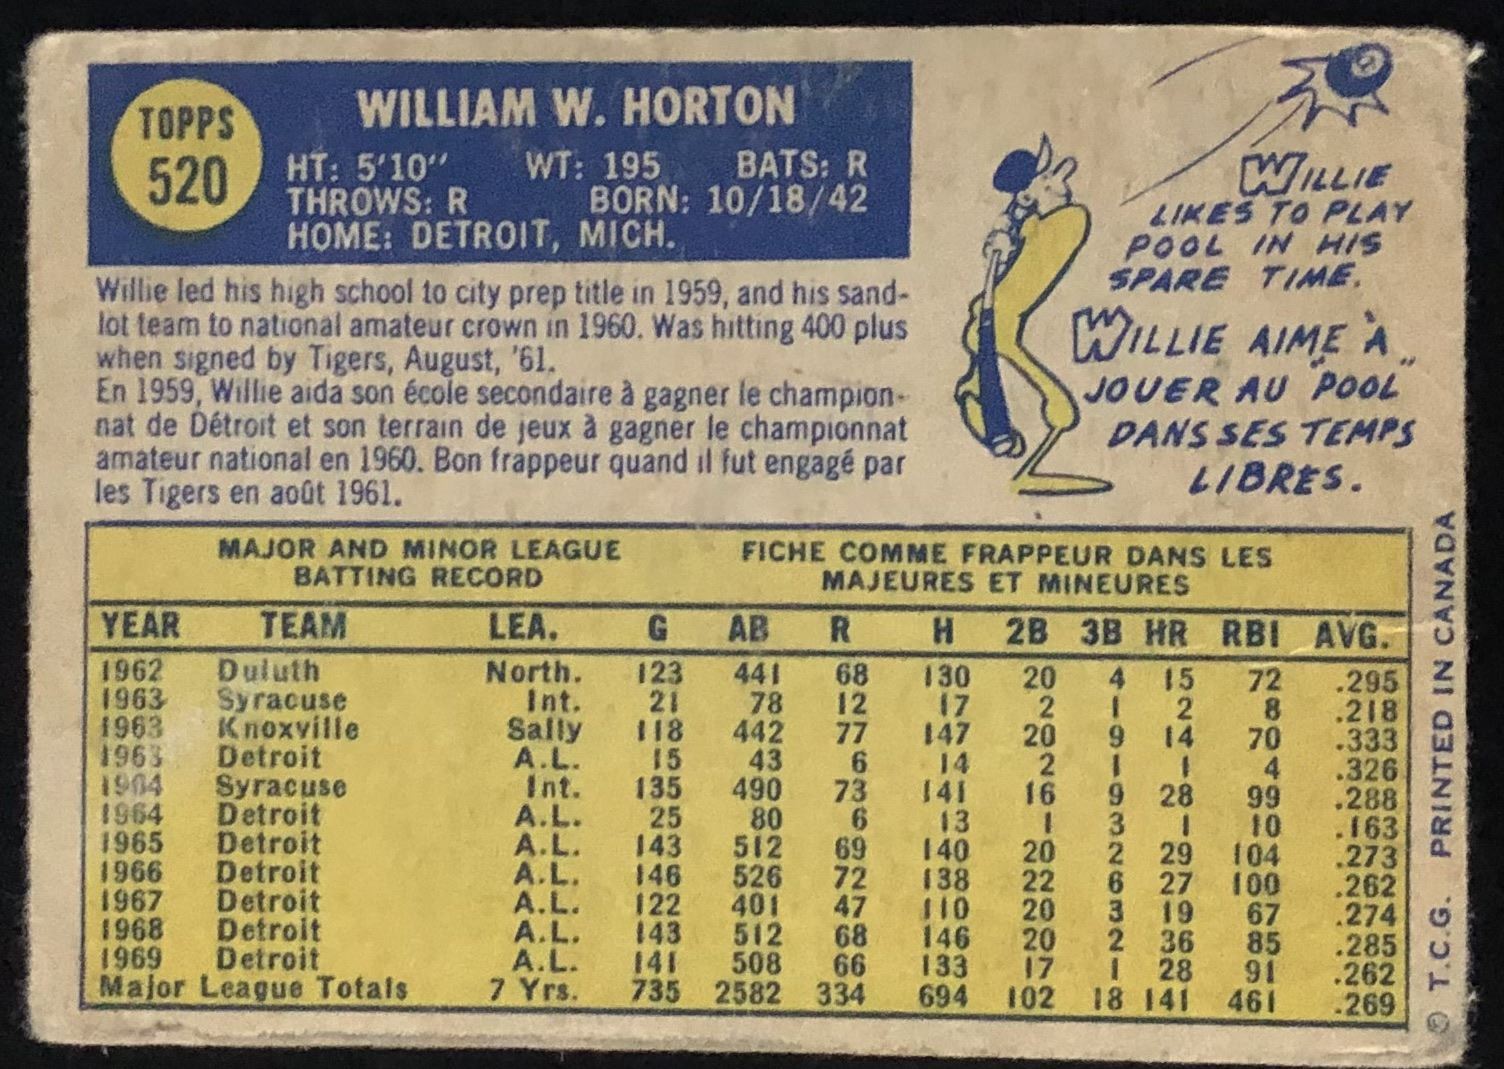 TOPPS
520
WILLIAM W. HORTON
HT: 5'10" WT: 195 BATS: R
THROWS: R BORN: 10/18/42
HOME: DETROIT, MICH.
Willie led his high school to city prep title in 1959, and his sand-
lot team to national amateur crown in 1960. Was hitting 400 plus
when signed by Tigers, August, '61.
En 1959, Willie aida son école secondaire à gagner le champion-
nat de Détroit et son terrain de jeux à gagner le championnat
amateur national en 1960. Bon frappeur quand il fut engagé par
les Tigers en août 1961.
WILLIE
LIKES TO PLAY
POOL IN HIS
SPARE TIME.
WILLIE AIME À
JOUER AU "POOL"
DANS SES TEMPS
LIBRES.
MAJOR AND MINOR LEAGUE
BATTING RECORD
FICHE COMME FRAPPEUR DANS LES
MAJEURES ET MINEURES
YEAR TEAM LEA. G AB R H 2B 3B HR RBI AVG.
1962 Duluth North. 123 441 68 130 20 4 15 72 .295
1963 Syracuse Int. 21 78 12 17 2 1 2 8 .218
1963 Knoxville Sally 118 442 77 147 20 9 14 70 .333
1963 Detroit A.L. 15 43 6 14 2 1 1 4 .326
1964 Syracuse Int. 135 490 73 141 16 9 28 99 .288
1964 Detroit A.L. 25 80 6 13 1 3 1 10 .163
1965 Detroit A.L. 143 512 69 140 20 2 29 104 .273
1966 Detroit A.L. 146 526 72 138 22 6 27 100 .262
1967 Detroit A.L. 122 401 47 110 20 3 19 67 .274
1968 Detroit A.L. 143 512 68 146 20 2 36 85 .285
1969 Detroit A.L. 141 508 66 133 17 1 28 91 .262
Major League Totals 7 Yrs. 735 2582 334 694 102 18 141 461 .269
© T.C.G. PRINTED IN CANADA